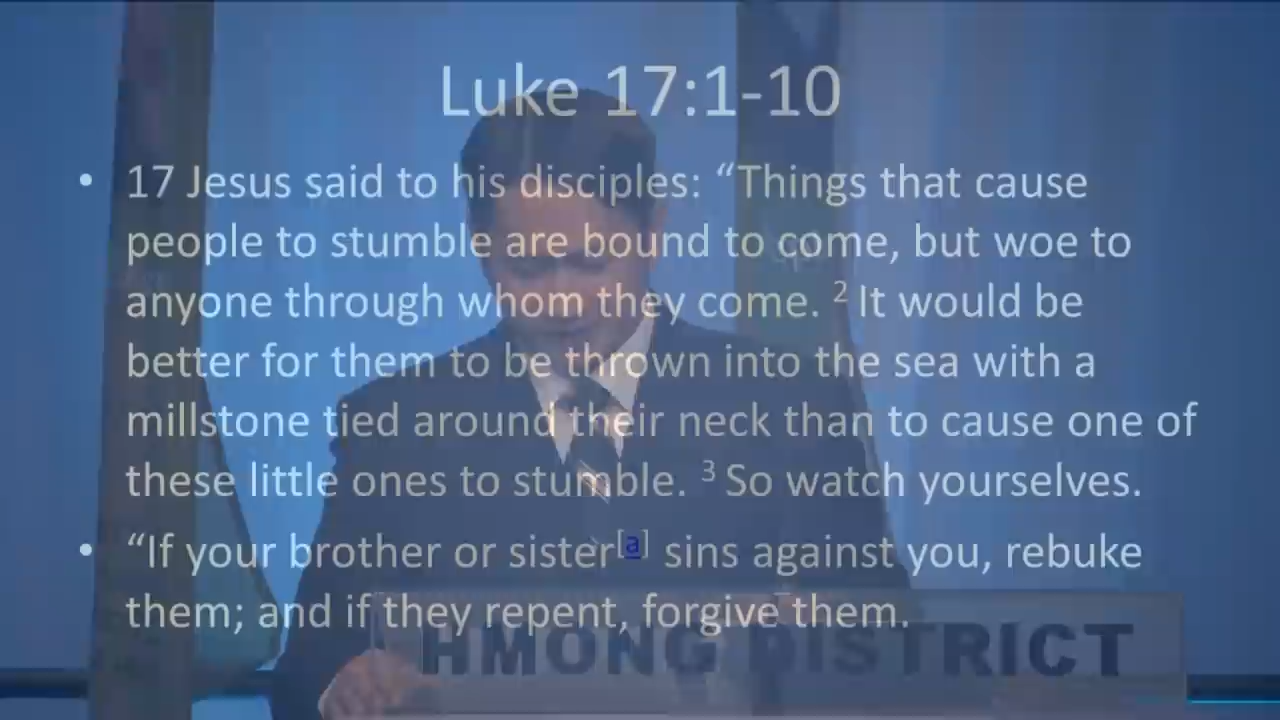 Luke 17:1-10
• 17 Jesus said to his disciples: “Things that cause
people to stumble are bound to come, but woe to
anyone through whom they come. ² It would be
better for them to be thrown into the sea with a
millstone tied around their neck than to cause one of
these little ones to stumble. ³ So watch yourselves.
• “If your brother or sister[a] sins against you, rebuke
them; and if they repent, forgive them.
HMONG DISTRICT